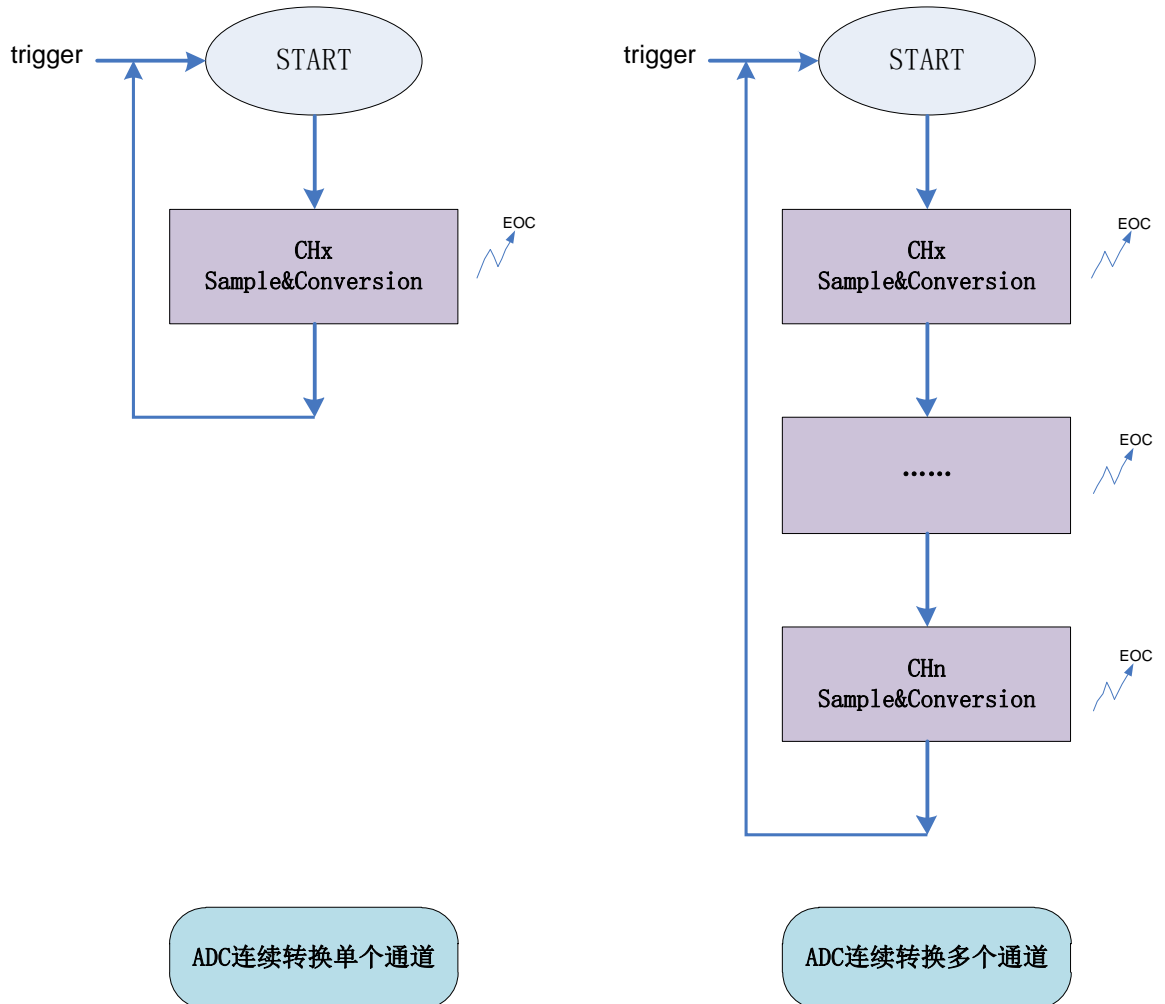 trigger
START
EOC
CHx
Sample&Conversion
ADC连续转换单个通道
trigger
START
EOC
CHx
Sample&Conversion
EOC
……
EOC
CHn
Sample&Conversion
ADC连续转换多个通道